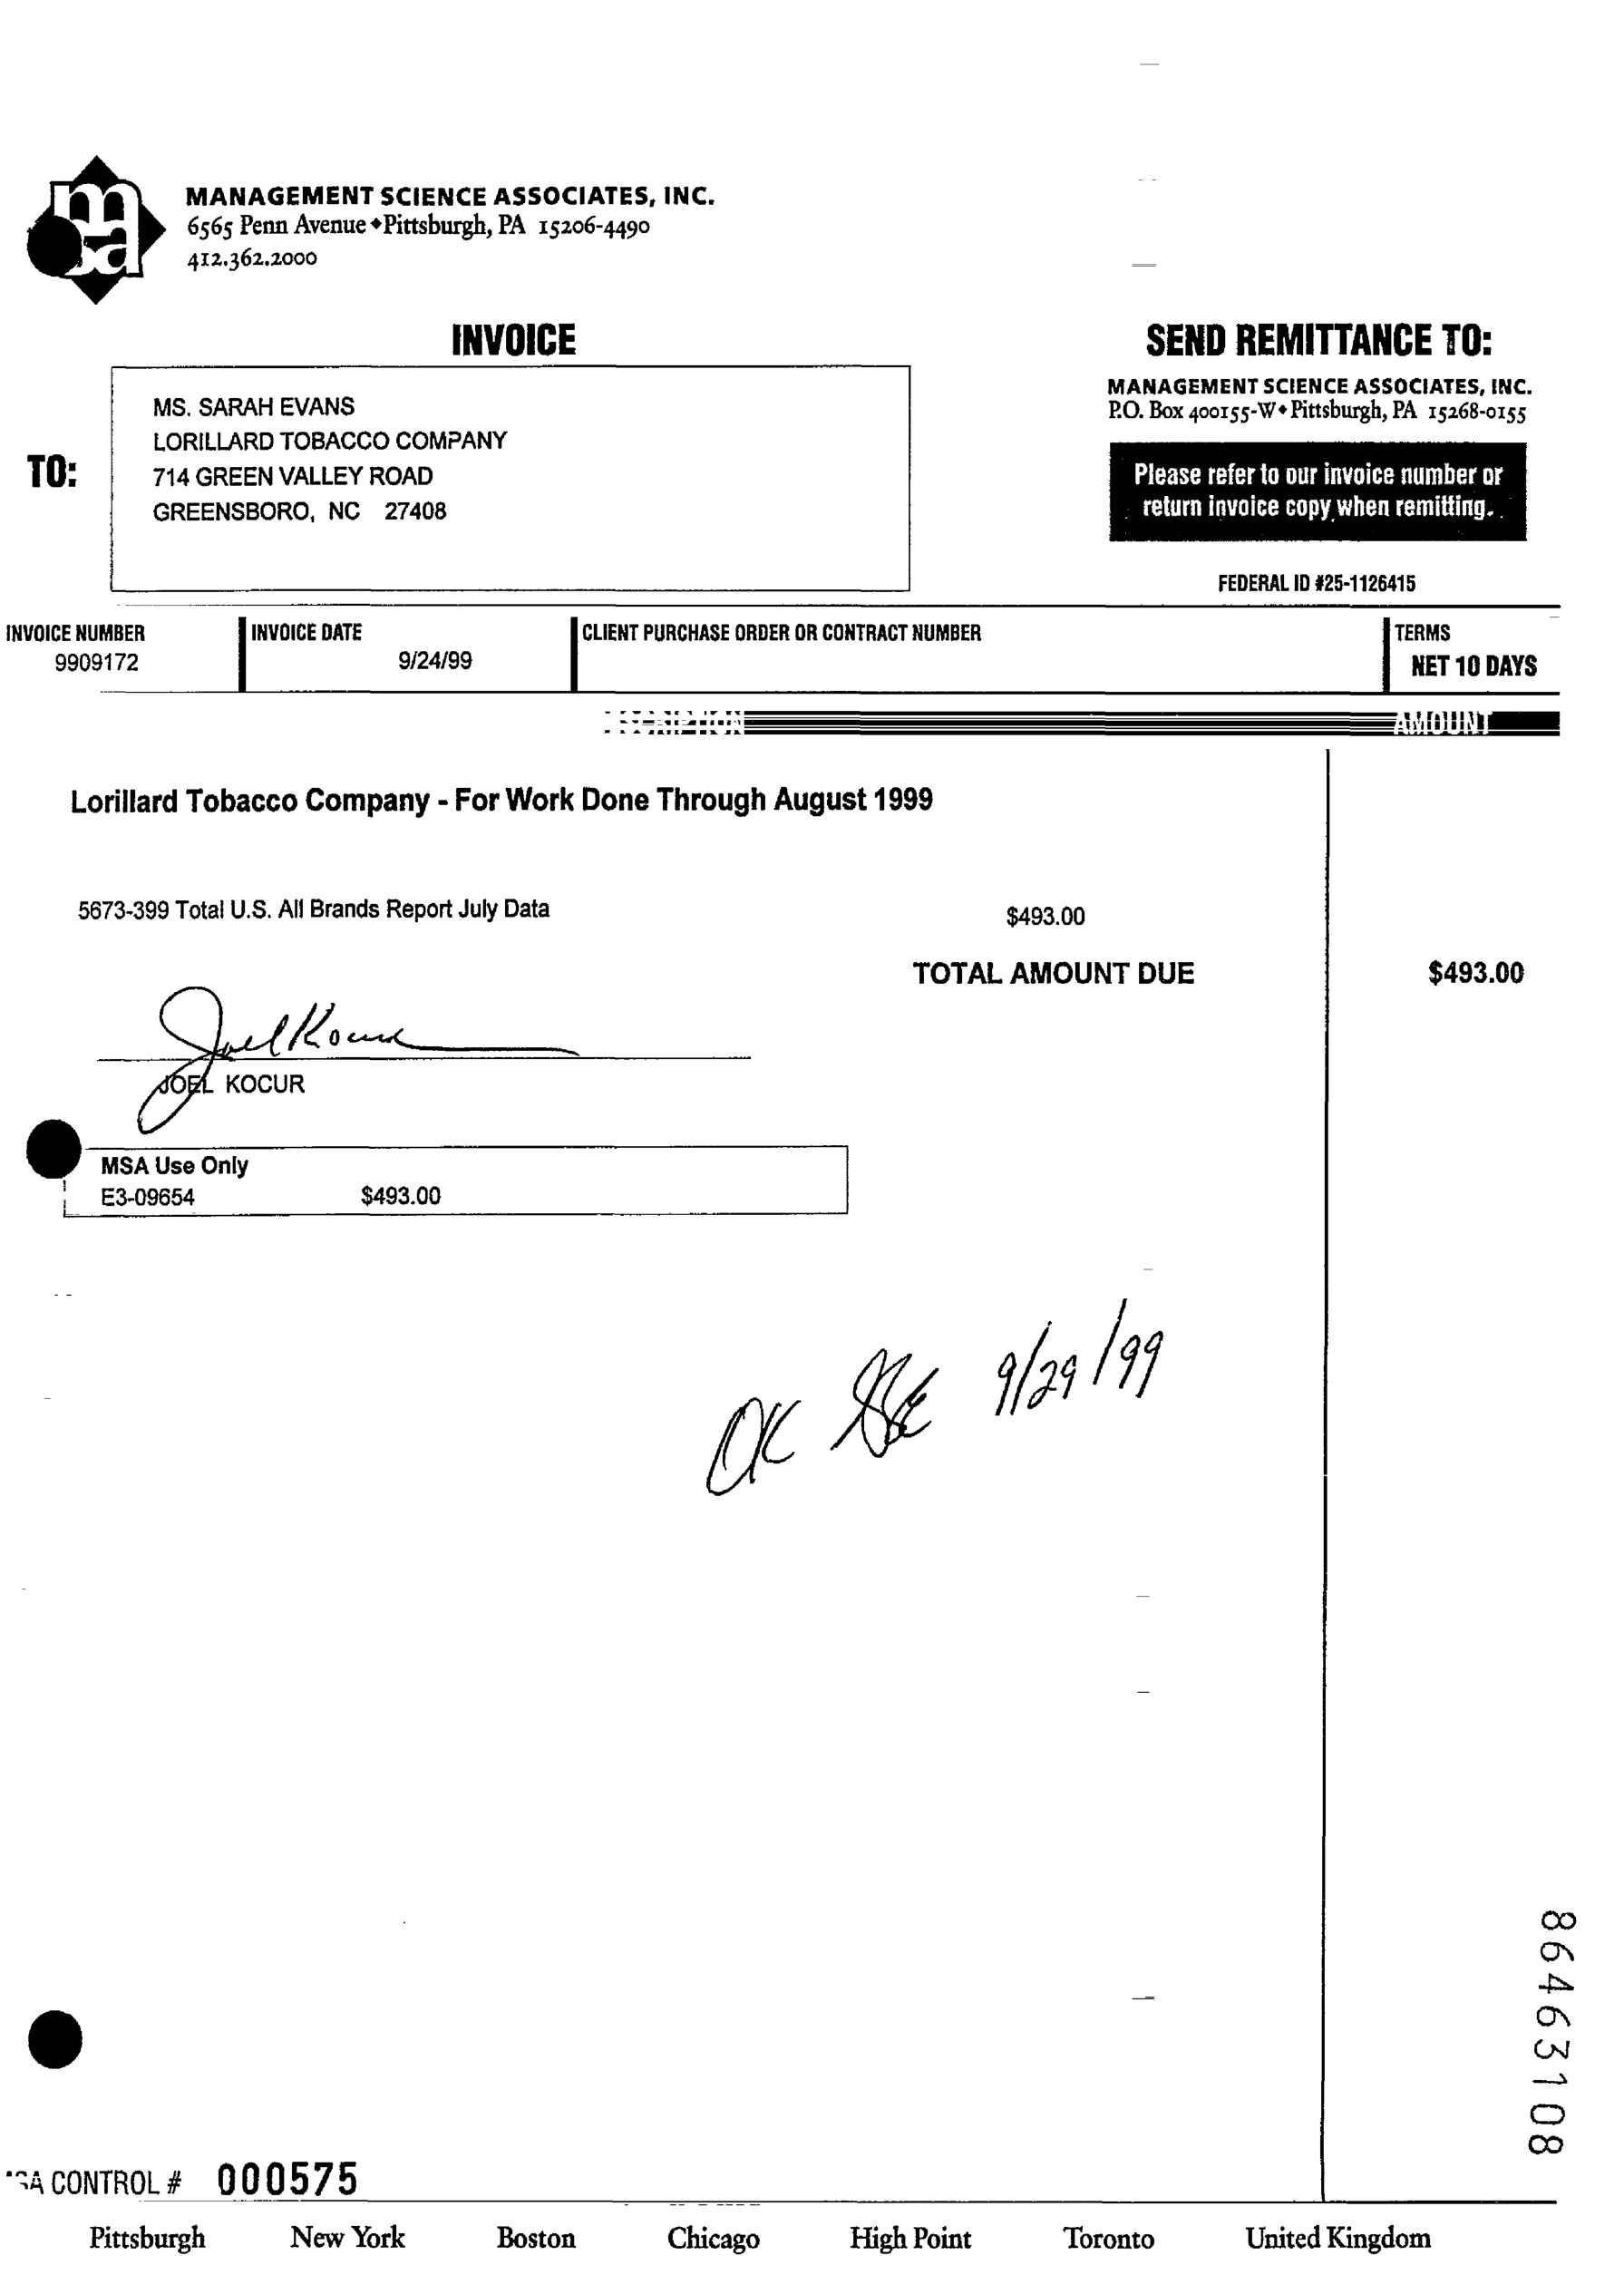 msa
MANAGEMENT SCIENCE ASSOCIATES, INC.
6565 Penn Avenue ◆ Pittsburgh, PA 15206-4490
412.362.2000
INVOICE
SEND REMITTANCE TO:
MANAGEMENT SCIENCE ASSOCIATES, INC.
P.O. Box 400155-W ◆ Pittsburgh, PA 15268-0155
TO:
MS. SARAH EVANS
LORILLARD TOBACCO COMPANY
714 GREEN VALLEY ROAD
GREENSBORO, NC 27408
Please refer to our invoice number or
return invoice copy when remitting.
FEDERAL ID #25-1126415
INVOICE NUMBER INVOICE DATE CLIENT PURCHASE ORDER OR CONTRACT NUMBER TERMS
9909172 9/24/99 NET 10 DAYS
AMOUNT
Lorillard Tobacco Company - For Work Done Through August 1999
5673-399 Total U.S. All Brands Report July Data $493.00
TOTAL AMOUNT DUE $493.00
Joel Kocur
JOEL KOCUR
MSA Use Only
E3-09654 $493.00
OK 9/29/99
86463108
CONTROL # 000575
Pittsburgh New York Boston Chicago High Point Toronto United Kingdom